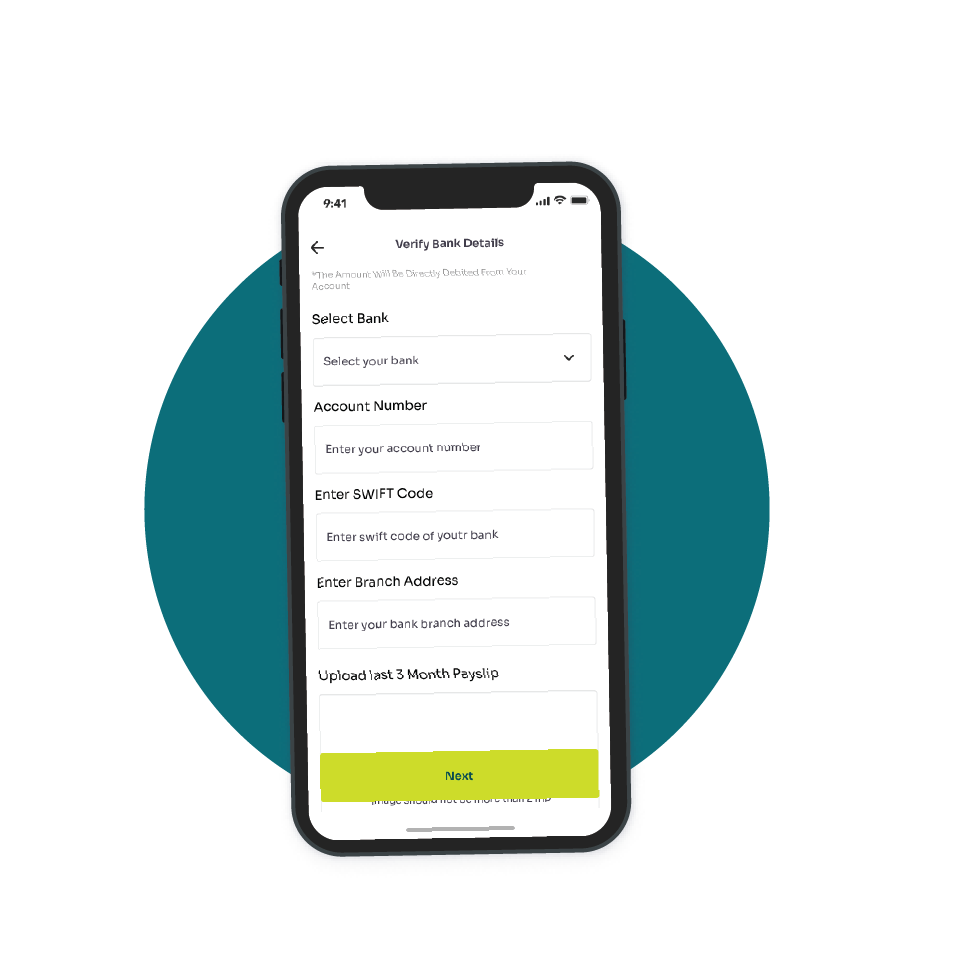 9:41
Verify Bank Details
*The Amount Will Be Directly Debited From Your
Account
Select Bank
Select your bank
Account Number
Enter your account number
Enter SWIFT Code
Enter swift code of youtr bank
Enter Branch Address
Enter your bank branch address
Upload last 3 Month Payslip
Next
image should not be more than 2